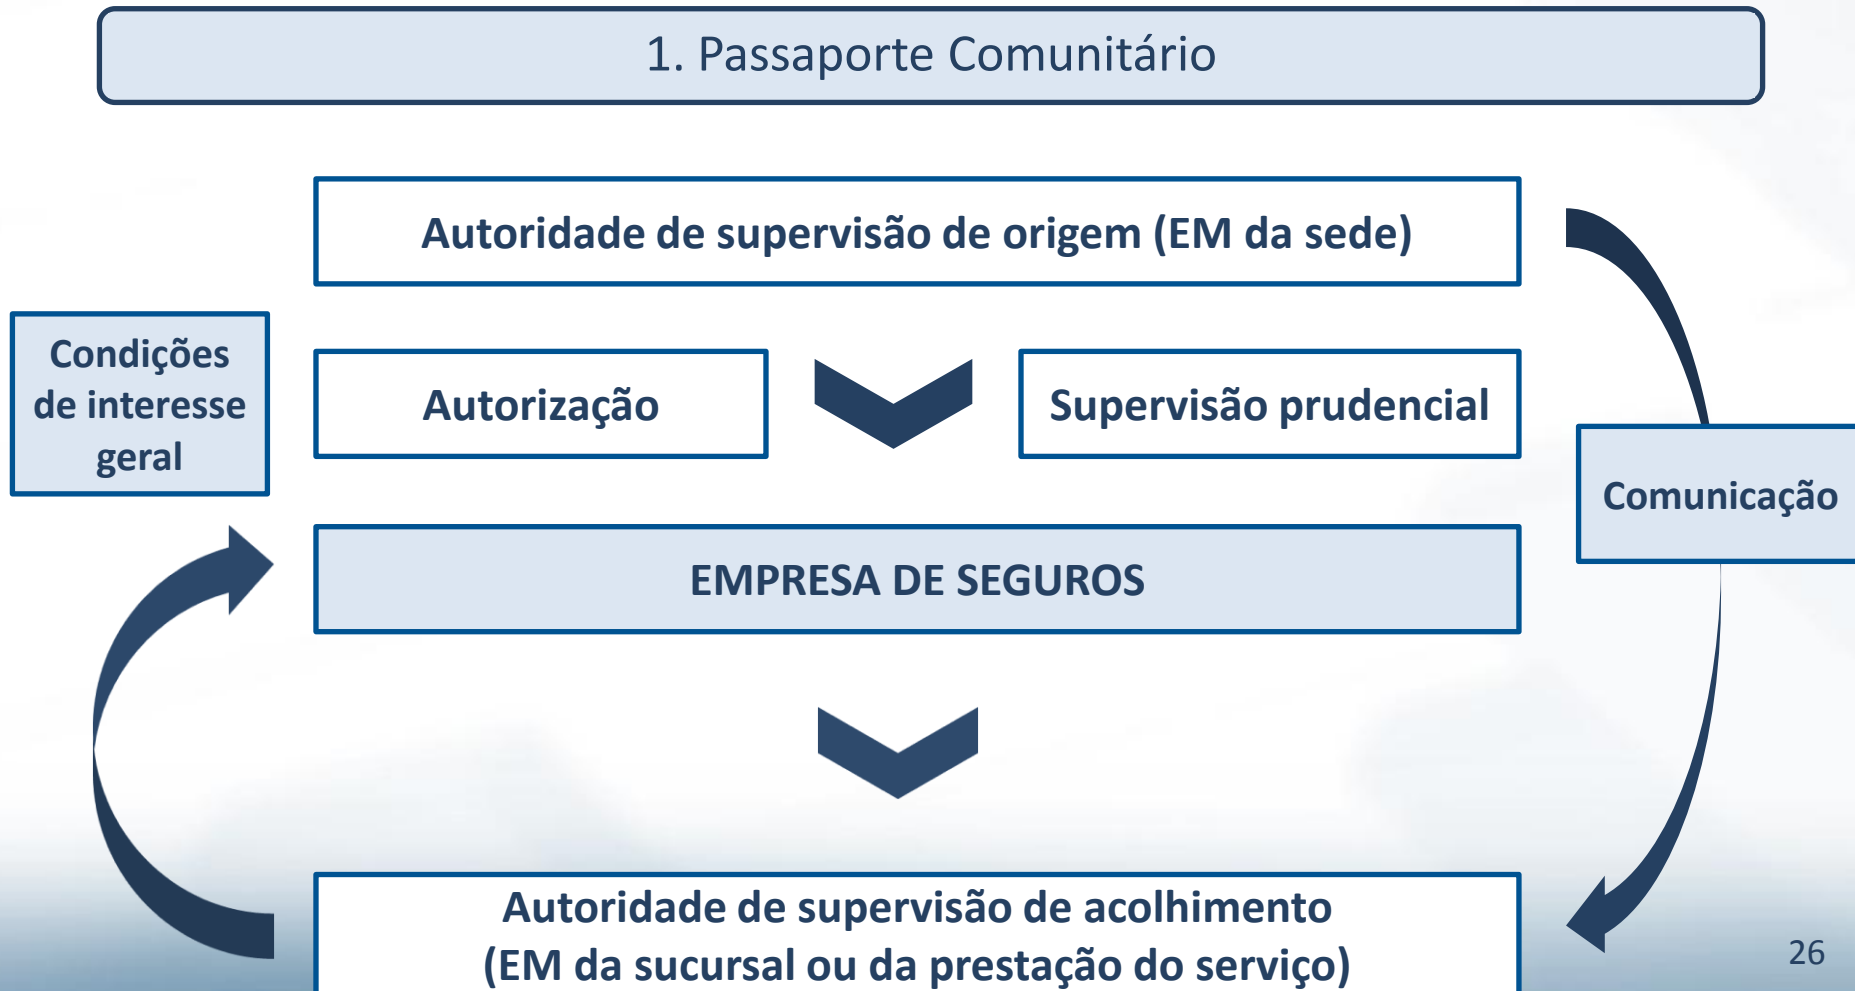 1. Passaporte Comunitário
Autoridade de supervisão de origem (EM da sede)
Condições
de interesse
geral
Autorização
Supervisão prudencial
Comunicação
EMPRESA DE SEGUROS
Autoridade de supervisão de acolhimento
(EM da sucursal ou da prestação do serviço)
26